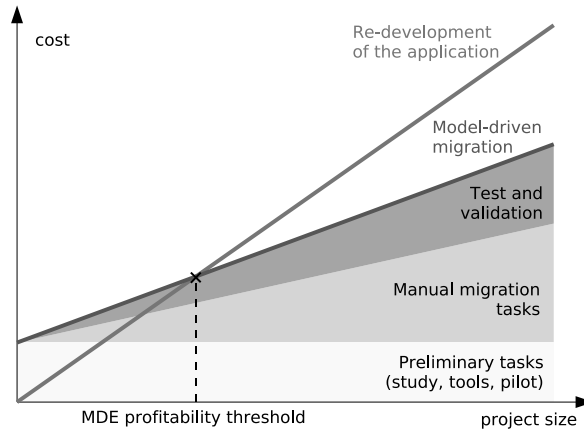 cost
Re-development
of the application
Model-driven
migration
Test and
validation
Manual migration
tasks
Preliminary tasks
(study, tools, pilot)
MDE profitability threshold
project size